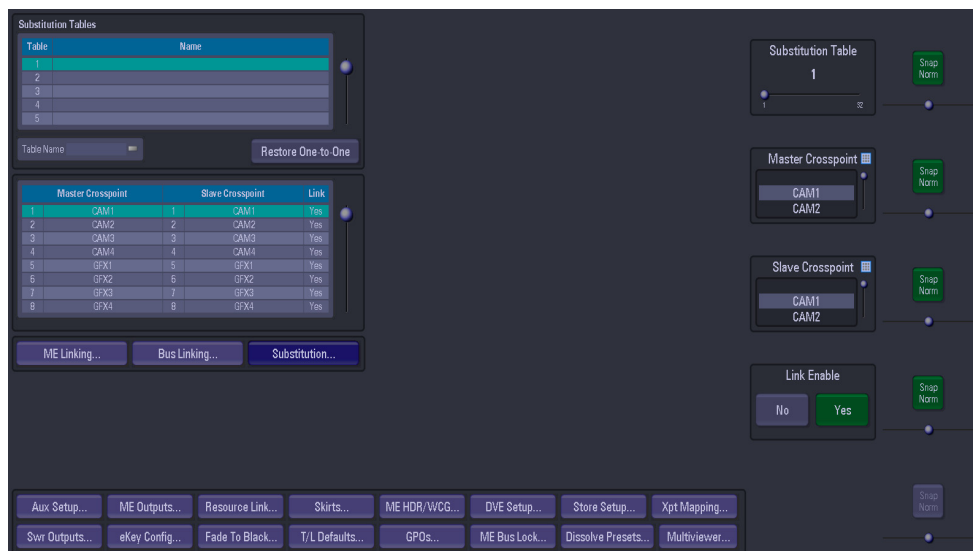 Substitution Tables
Table Name
1
2
3
4
5
Table Name
Restore One-to-One
Master Crosspoint Slave Crosspoint Link
1 CAM1 1 CAM1 Yes
2 CAM2 2 CAM2 Yes
3 CAM3 3 CAM3 Yes
4 CAM4 4 CAM4 Yes
5 GFX1 5 GFX1 Yes
6 GFX2 6 GFX2 Yes
7 GFX3 7 GFX3 Yes
8 GFX4 8 GFX4 Yes
ME Linking... Bus Linking... Substitution...
Substitution Table
1
1 32
Snap
Norm
Master Crosspoint
CAM1
CAM2
Snap
Norm
Slave Crosspoint
CAM1
CAM2
Snap
Norm
Link Enable
No Yes
Snap
Norm
Snap
Norm
Aux Setup... ME Outputs... Resource Link... Skirts... ME HDR/WCG... DVE Setup... Store Setup... Xpt Mapping...
Swr Outputs... eKey Config... Fade To Black... T/L Defaults... GPOs... ME Bus Lock... Dissolve Presets... Multiviewer...